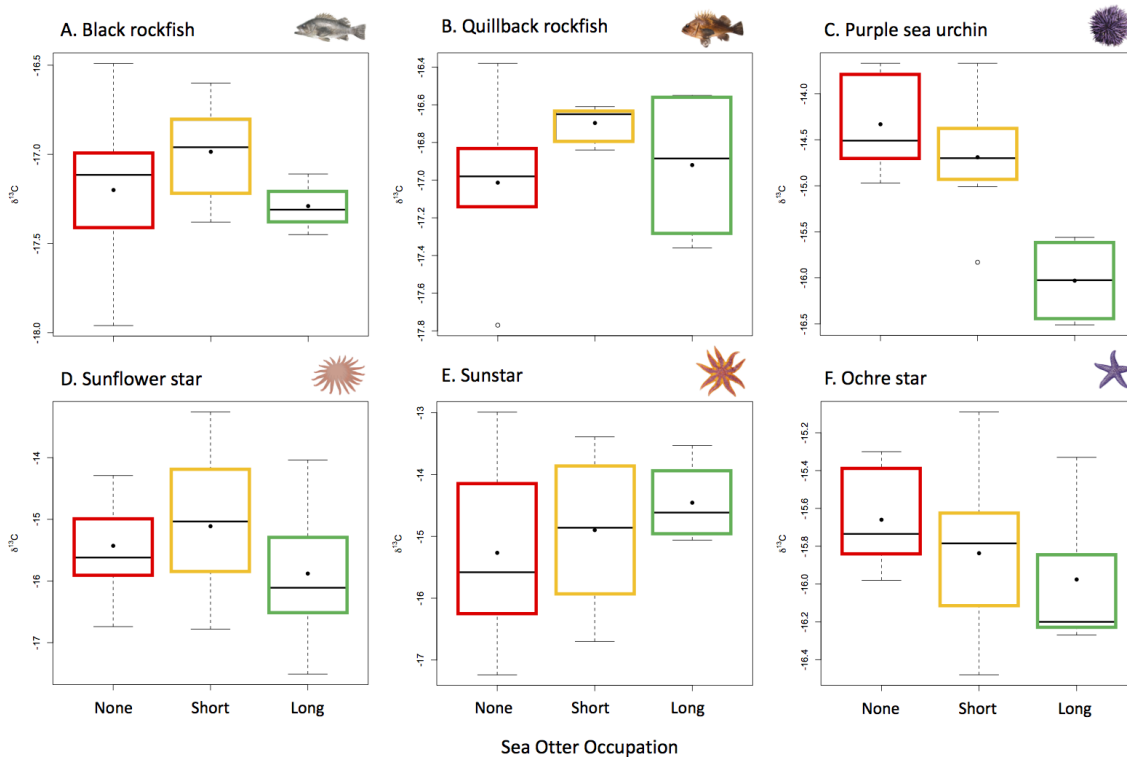 A. Black rockfish
B. Quillback rockfish
C. Purple sea urchin
δ13C
-16.5
-17.0
-17.5
-18.0
δ13C
-16.4
-16.6
-16.8
-17.0
-17.2
-17.4
-17.6
-17.8
δ13C
-14.0
-14.5
-15.0
-15.5
-16.0
-16.5
D. Sunflower star
E. Sunstar
F. Ochre star
δ13C
-14
-15
-16
-17
δ13C
-13
-14
-15
-16
-17
δ13C
-15.2
-15.4
-15.6
-15.8
-16.0
-16.2
-16.4
None Short Long
None Short Long
None Short Long
Sea Otter Occupation